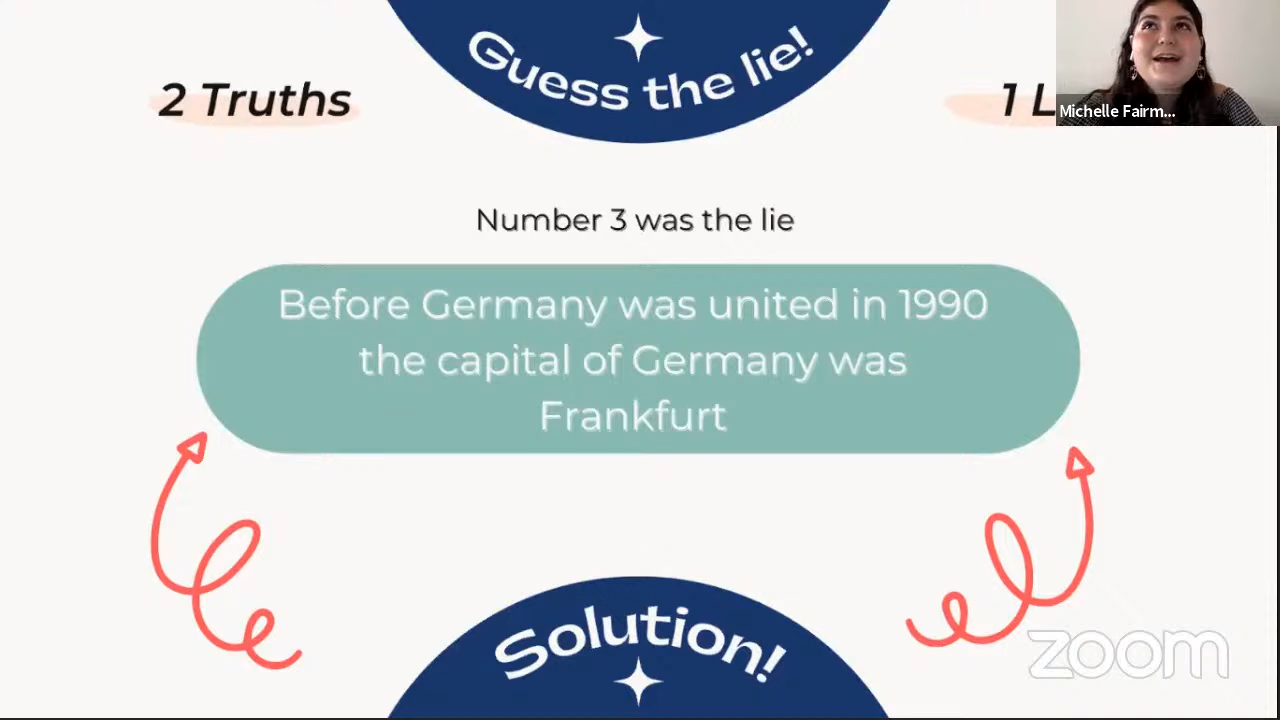 Guess the lie!
2 Truths
1 L
Michelle Fairm...
Number 3 was the lie
Before Germany was united in 1990
the capital of Germany was
Frankfurt
Solution!
zoom